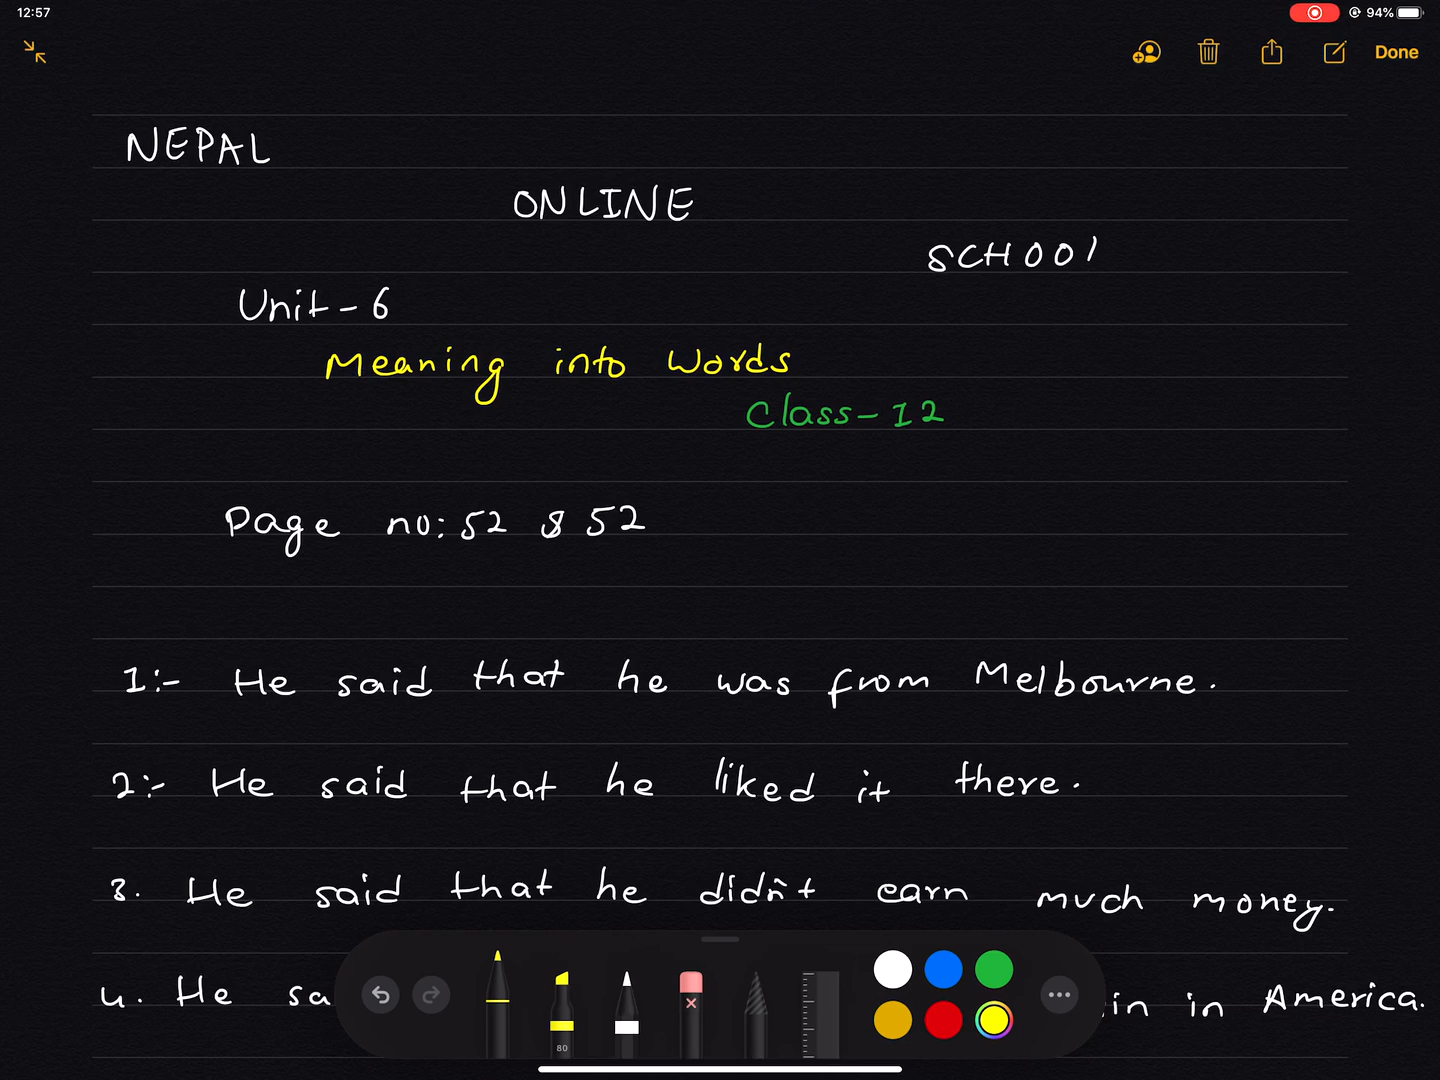 12:57
94%
Done
NEPAL
ONLINE
SCHOOl
Unit-6
Meaning into Words
Class-12
Page no: 52 & 52
1:- He said that he was from Melbourne.
2:- He said that he liked it there.
3. He said that he didn't earn much money.
4. He sa in in America.
80